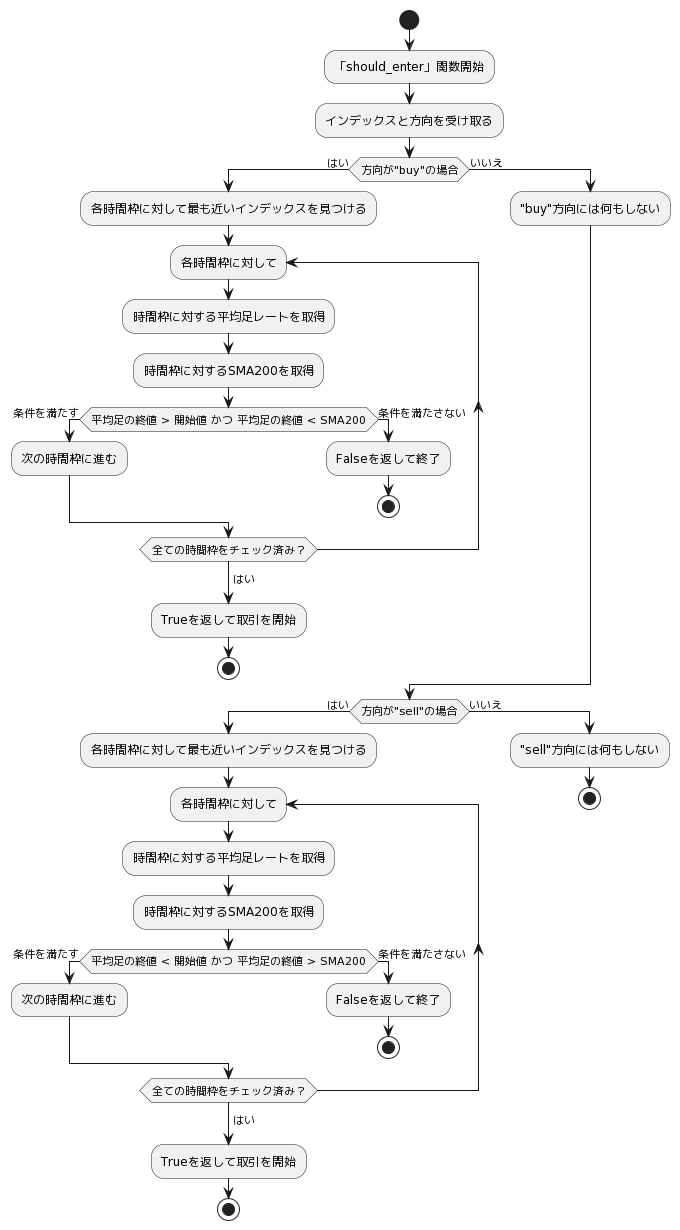 「should_enter」関数開始
インデックスと方向を受け取る
方向が"buy"の場合
はい
いいえ
各時間枠に対して最も近いインデックスを見つける
"buy"方向には何もしない
各時間枠に対して
時間枠に対する平均足レートを取得
時間枠に対するSMA200を取得
平均足の終値 > 開始値 かつ 平均足の終値 < SMA200
条件を満たす
条件を満たさない
次の時間枠に進む
Falseを返して終了
全ての時間枠をチェック済み？
はい
Trueを返して取引を開始
方向が"sell"の場合
はい
いいえ
各時間枠に対して最も近いインデックスを見つける
"sell"方向には何もしない
各時間枠に対して
時間枠に対する平均足レートを取得
時間枠に対するSMA200を取得
平均足の終値 < 開始値 かつ 平均足の終値 > SMA200
条件を満たす
条件を満たさない
次の時間枠に進む
Falseを返して終了
全ての時間枠をチェック済み？
はい
Trueを返して取引を開始